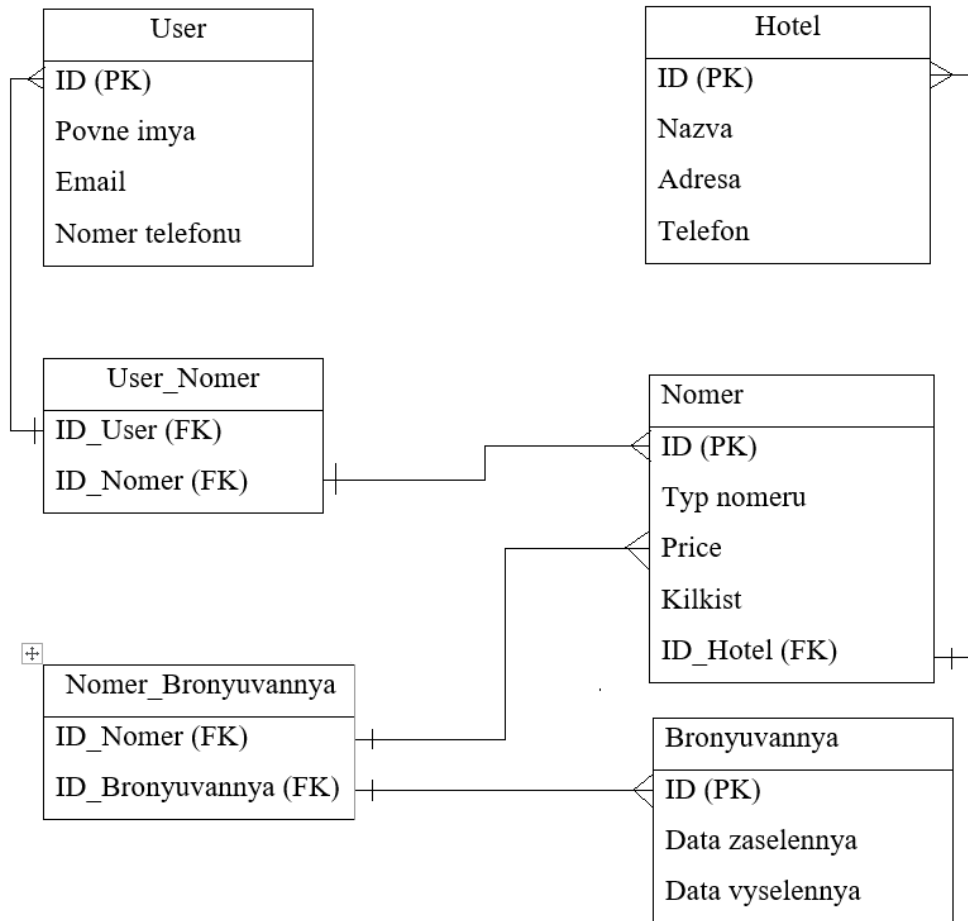 User
ID (PK)
Povne imya
Email
Nomer telefonu
Hotel
ID (PK)
Nazva
Adresa
Telefon
User_Nomer
ID_User (FK)
ID_Nomer (FK)
Nomer
ID (PK)
Typ nomeru
Price
Kilkist
ID_Hotel (FK)
Nomer_Bronyuvannya
ID_Nomer (FK)
ID_Bronyuvannya (FK)
Bronyuvannya
ID (PK)
Data zaselennya
Data vyselennya